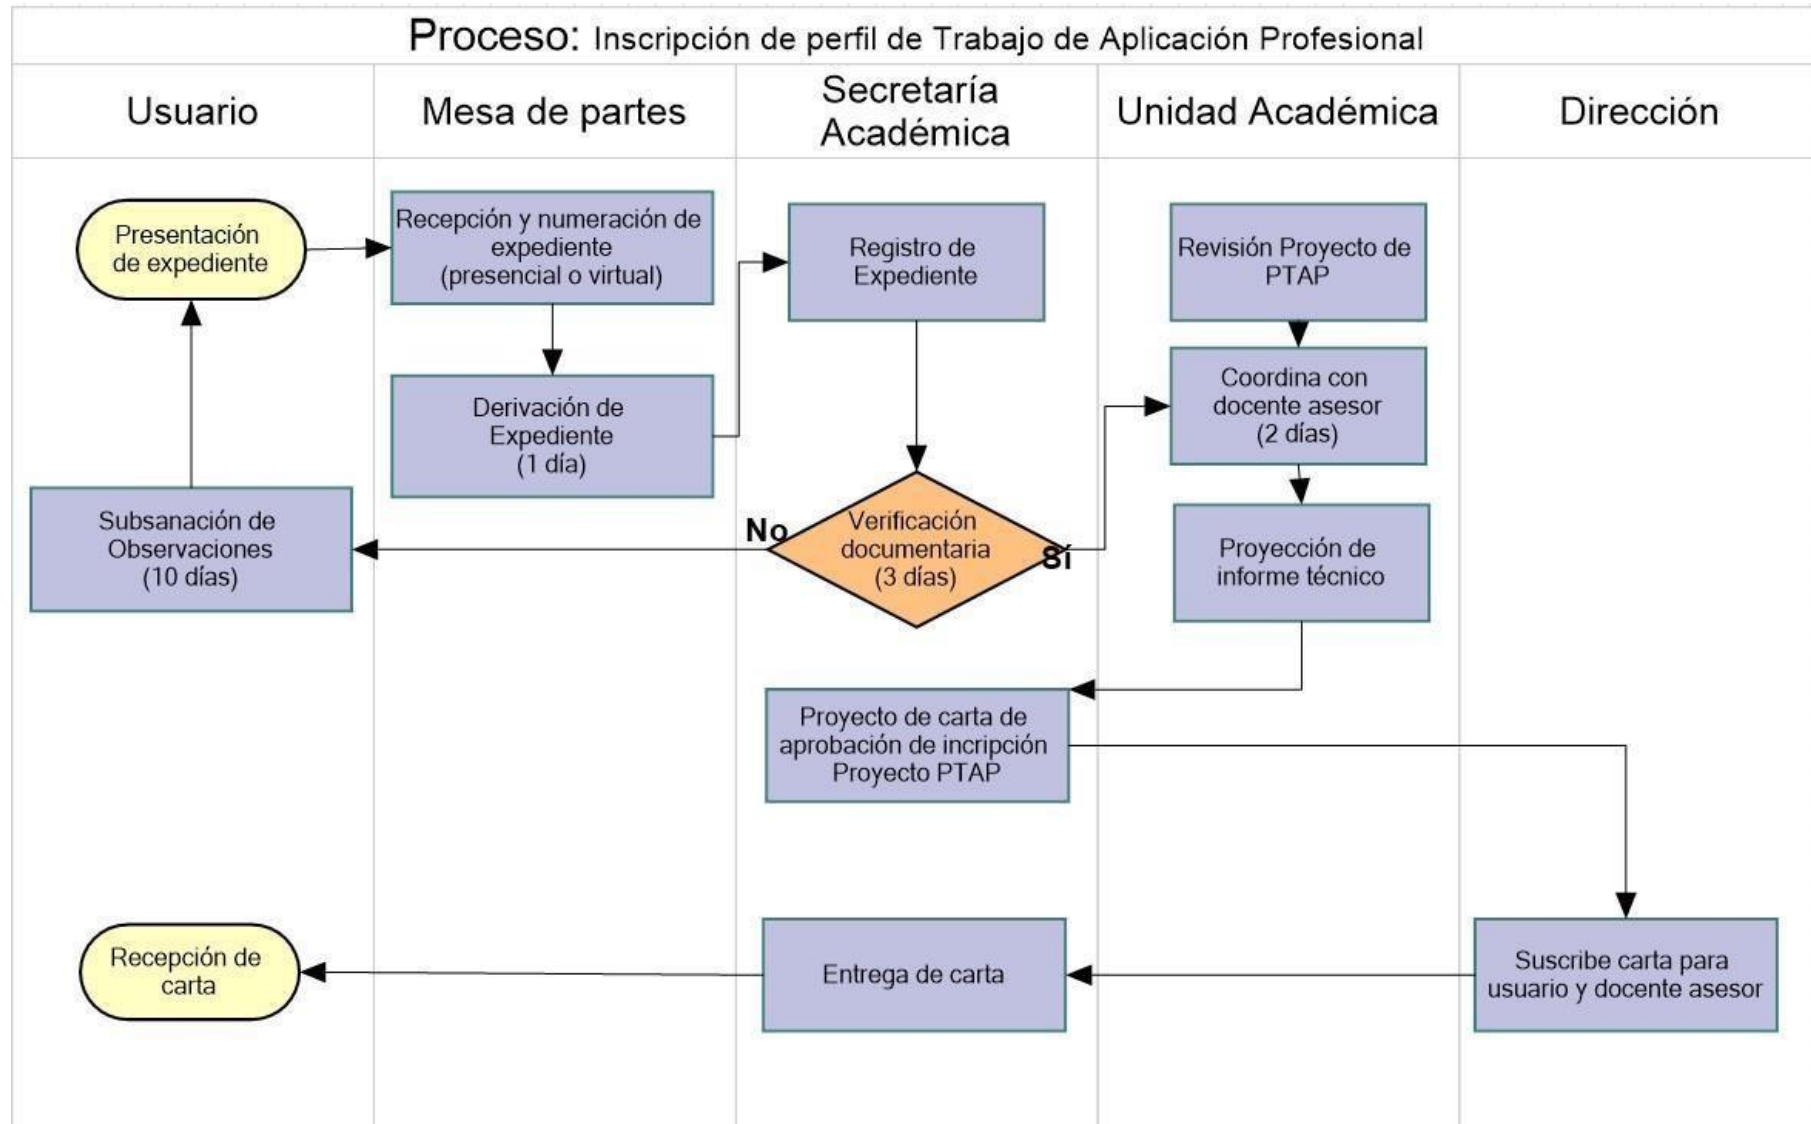 Proceso: Inscripción de perfil de Trabajo de Aplicación Profesional
Usuario
Mesa de partes
Secretaría
Académica
Unidad Académica
Dirección
Presentación
de expediente
Recepción y numeración de
expediente
(presencial o virtual)
Registro de
Expediente
Revisión Proyecto de
PTAP
Derivación de
Expediente
(1 día)
Coordina con
docente asesor
(2 días)
Subsanación de
Observaciones
(10 días)
No
Verificación
documentaria
(3 días)
Sí
Proyección de
informe técnico
Proyecto de carta de
aprobación de incripción
Proyecto PTAP
Recepción de
carta
Entrega de carta
Suscribe carta para
usuario y docente asesor